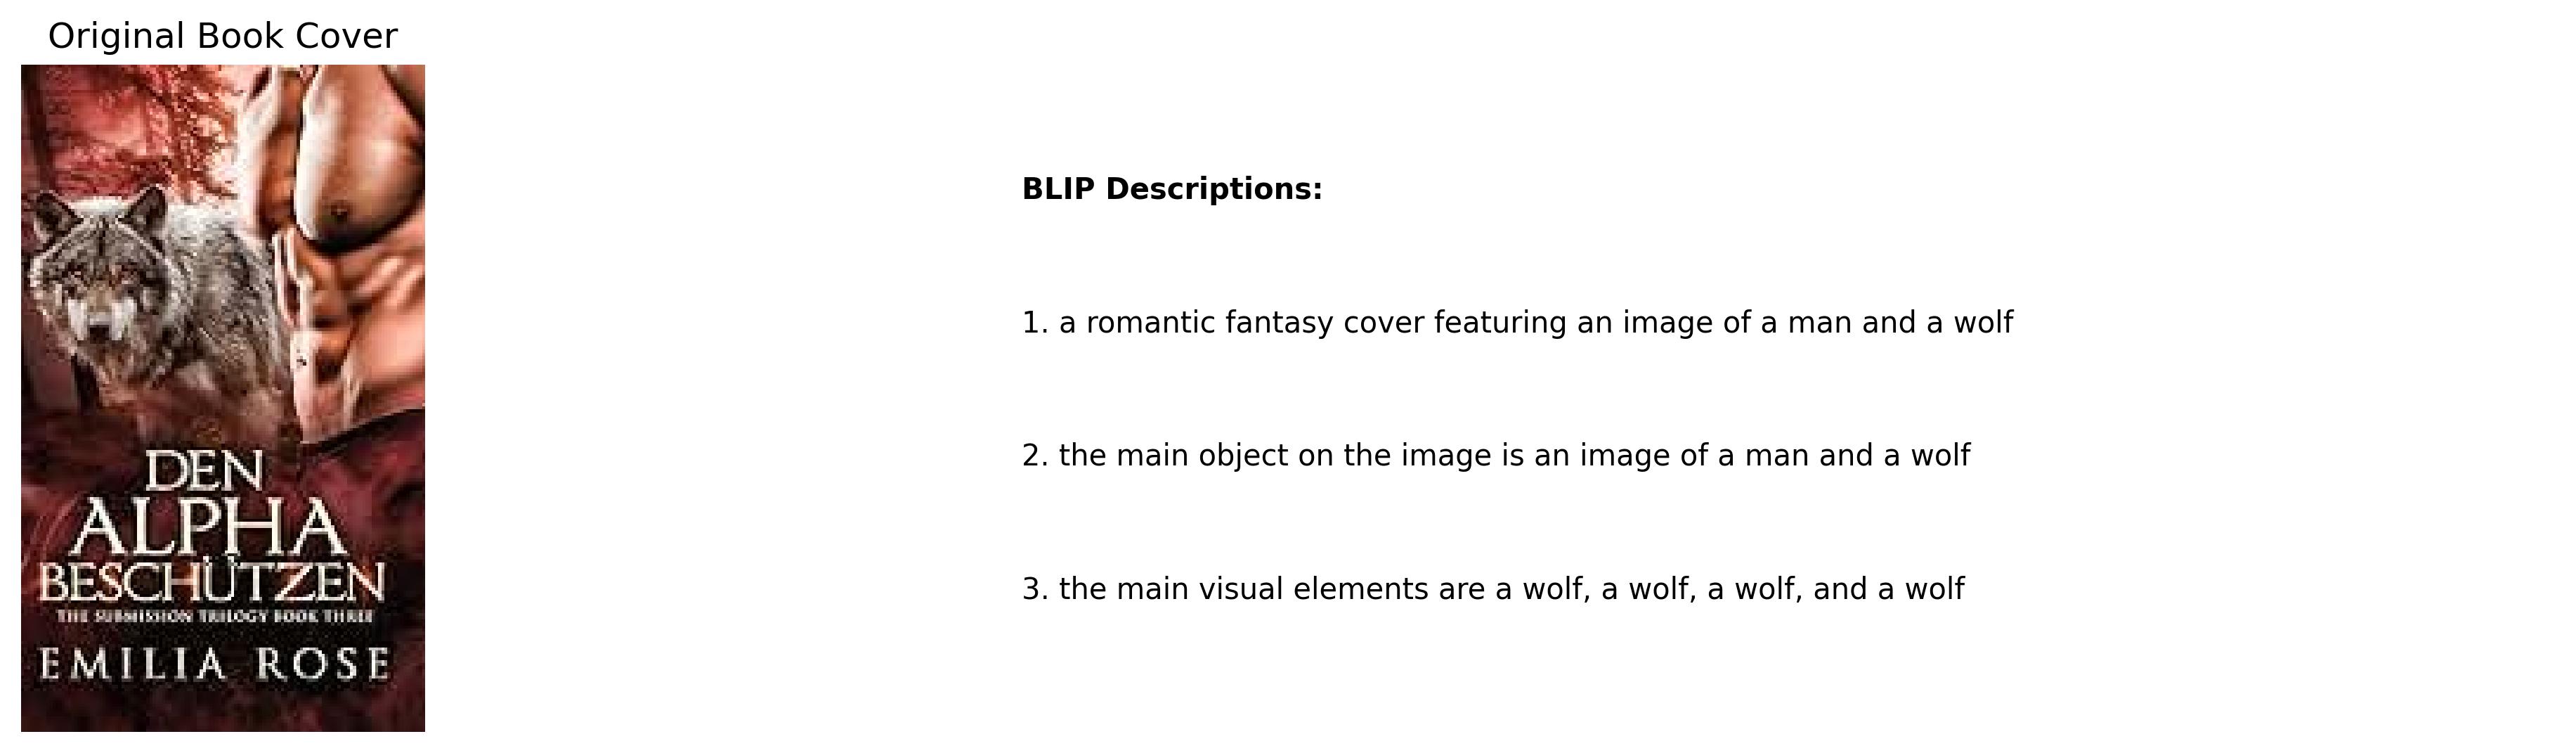 Original Book Cover
DEN
ALPHA
BESCHÜTZEN
THE SUBMISSION TRILOGY BOOK THREE
EMILIA ROSE
BLIP Descriptions:
1. a romantic fantasy cover featuring an image of a man and a wolf
2. the main object on the image is an image of a man and a wolf
3. the main visual elements are a wolf, a wolf, a wolf, and a wolf